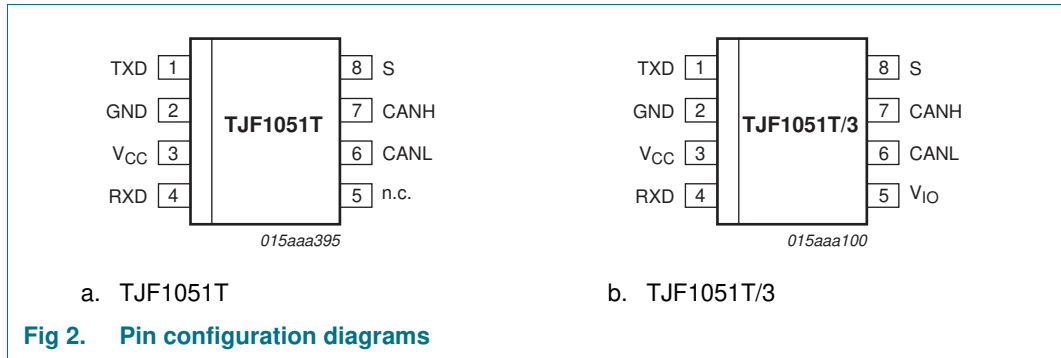 TXD 1 8 S
GND 2 7 CANH
TJF1051T
VCC 3 6 CANL
RXD 4 5 n.c.
015aaa395
a. TJF1051T
TXD 1 8 S
GND 2 7 CANH
TJF1051T/3
VCC 3 6 CANL
RXD 4 5 VIO
015aaa100
b. TJF1051T/3
Fig 2. Pin configuration diagrams